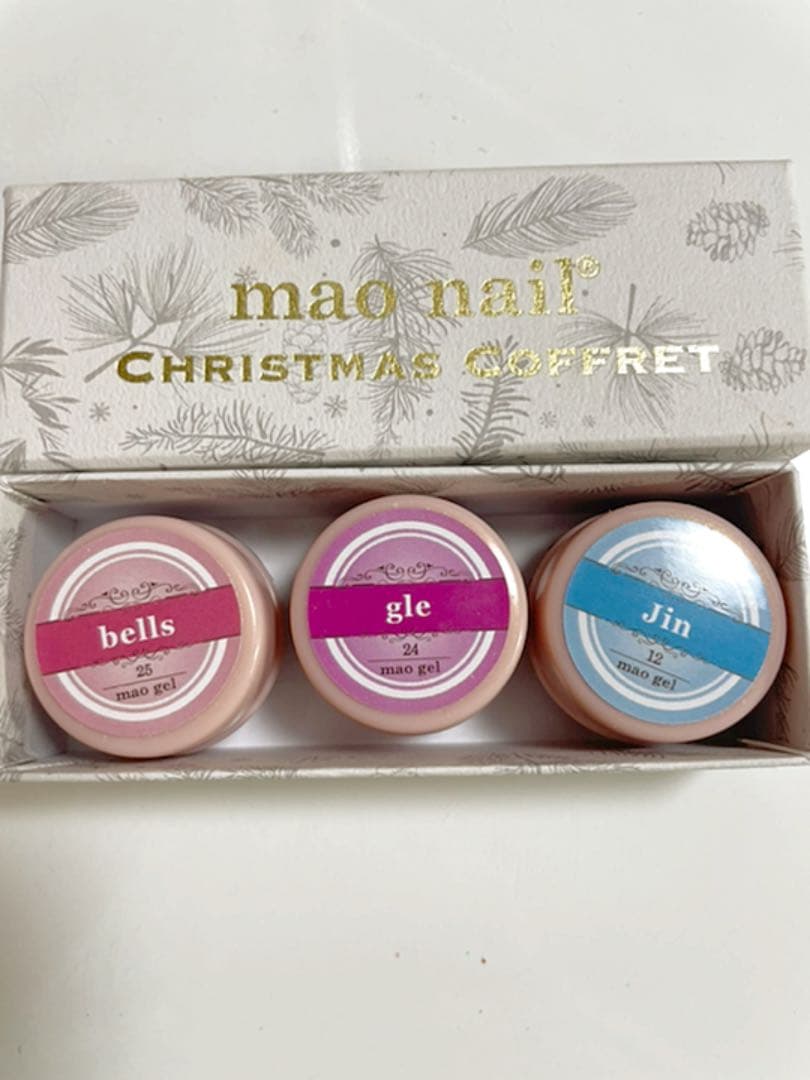 mao nail®
CHRISTMAS COFFRET
bells
25
mao gel
gle
24
mao gel
Jin
12
mao gel